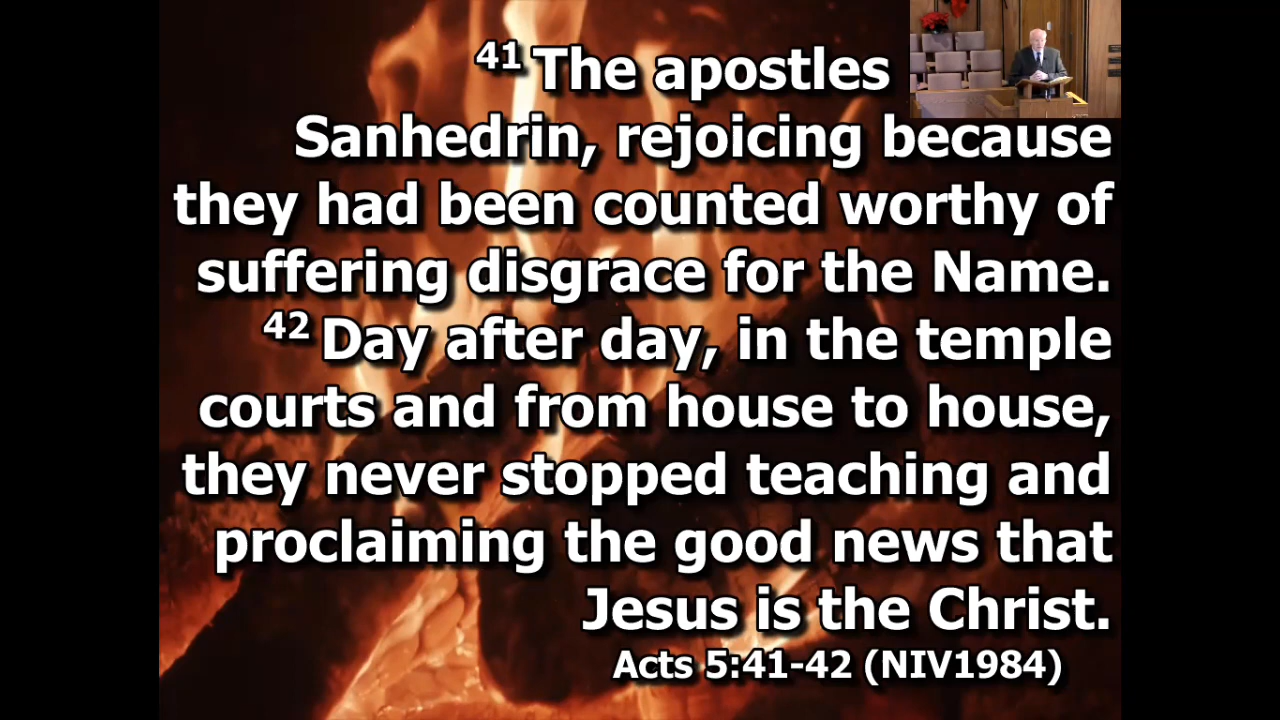 41 The apostles
Sanhedrin, rejoicing because
they had been counted worthy of
suffering disgrace for the Name.
42 Day after day, in the temple
courts and from house to house,
they never stopped teaching and
proclaiming the good news that
Jesus is the Christ.
Acts 5:41-42 (NIV1984)